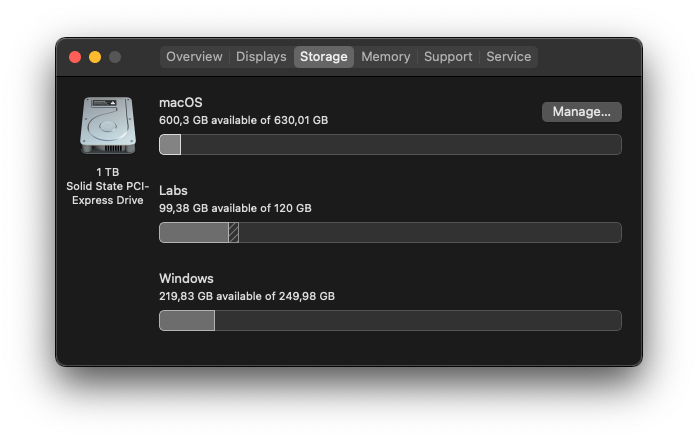 Overview Displays Storage Memory Support Service
macOS
600,3 GB available of 630,01 GB
Manage...
1 TB
Solid State PCI-
Express Drive
Labs
99,38 GB available of 120 GB
Windows
219,83 GB available of 249,98 GB